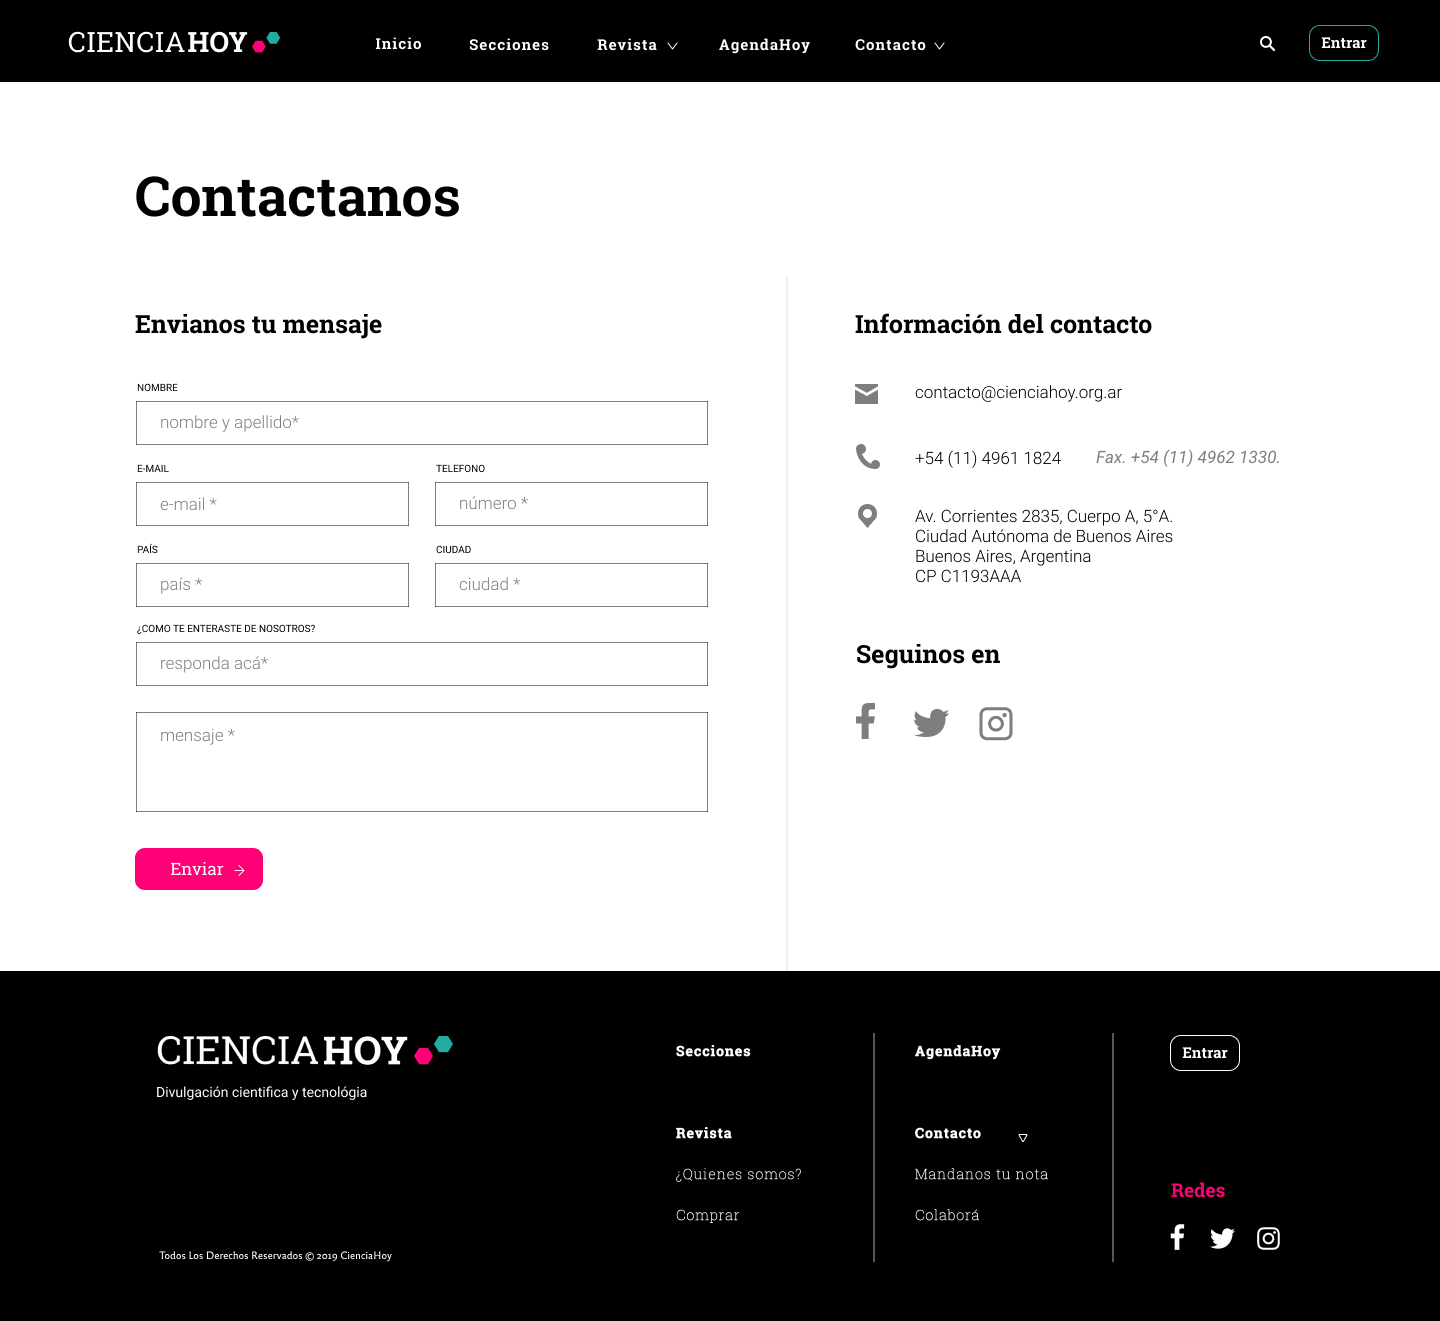 CIENCIAHOY
Inicio
Secciones
Revista
AgendaHoy
Contacto
Entrar
Contactanos
Envianos tu mensaje
NOMBRE
nombre y apellido*
E-MAIL
TELEFONO
e-mail *
número *
PAÍS
CIUDAD
país *
ciudad *
¿COMO TE ENTERASTE DE NOSOTROS?
responda acá*
mensaje *
Enviar
Información del contacto
contacto@cienciahoy.org.ar
+54 (11) 4961 1824
Fax. +54 (11) 4962 1330.
Av. Corrientes 2835, Cuerpo A, 5°A.
Ciudad Autónoma de Buenos Aires
Buenos Aires, Argentina
CP C1193AAA
Seguinos en
CIENCIAHOY
Divulgación cientifica y tecnológia
Todos Los Derechos Reservados © 2019 CienciaHoy
Secciones
Revista
¿Quienes somos?
Comprar
AgendaHoy
Contacto
Mandanos tu nota
Colaborá
Entrar
Redes